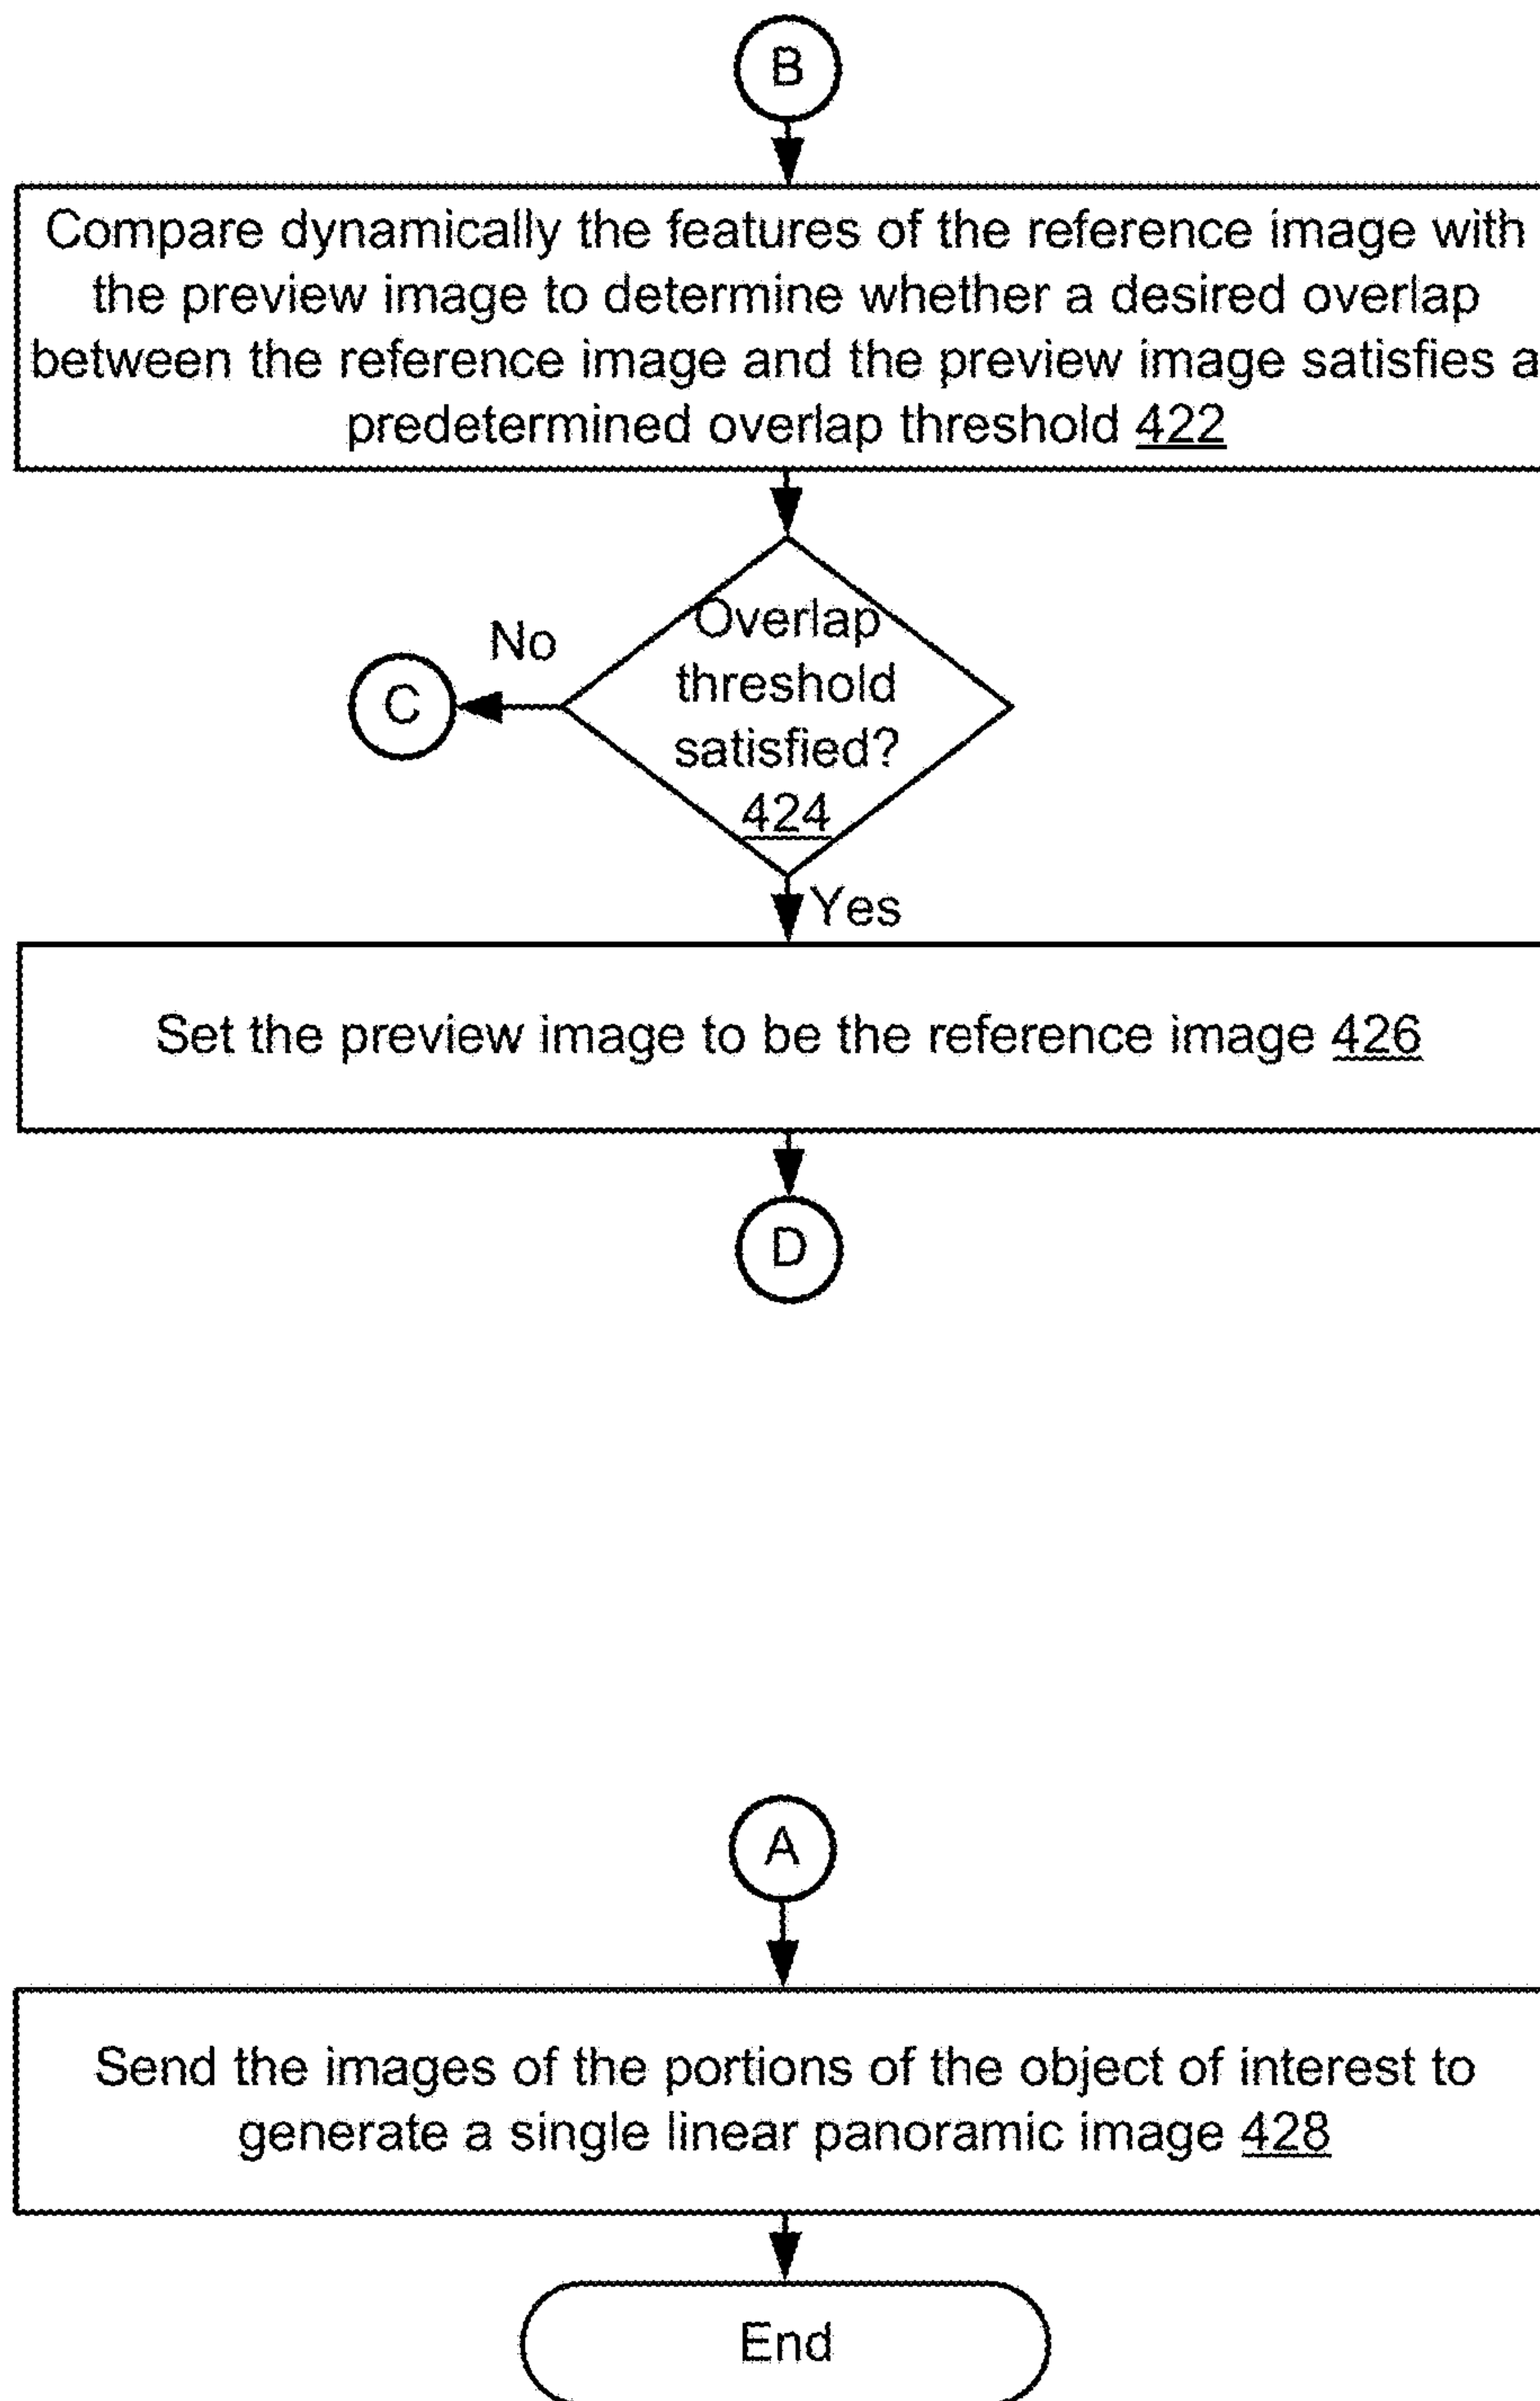 B
Compare dynamically the features of the reference image with
the preview image to determine whether a desired overlap
between the reference image and the preview image satisfies a
predetermined overlap threshold 422
Overlap
threshold
satisfied?
424
No
C
Yes
Set the preview image to be the reference image 426
D
A
Send the images of the portions of the object of interest to
generate a single linear panoramic image 428
End